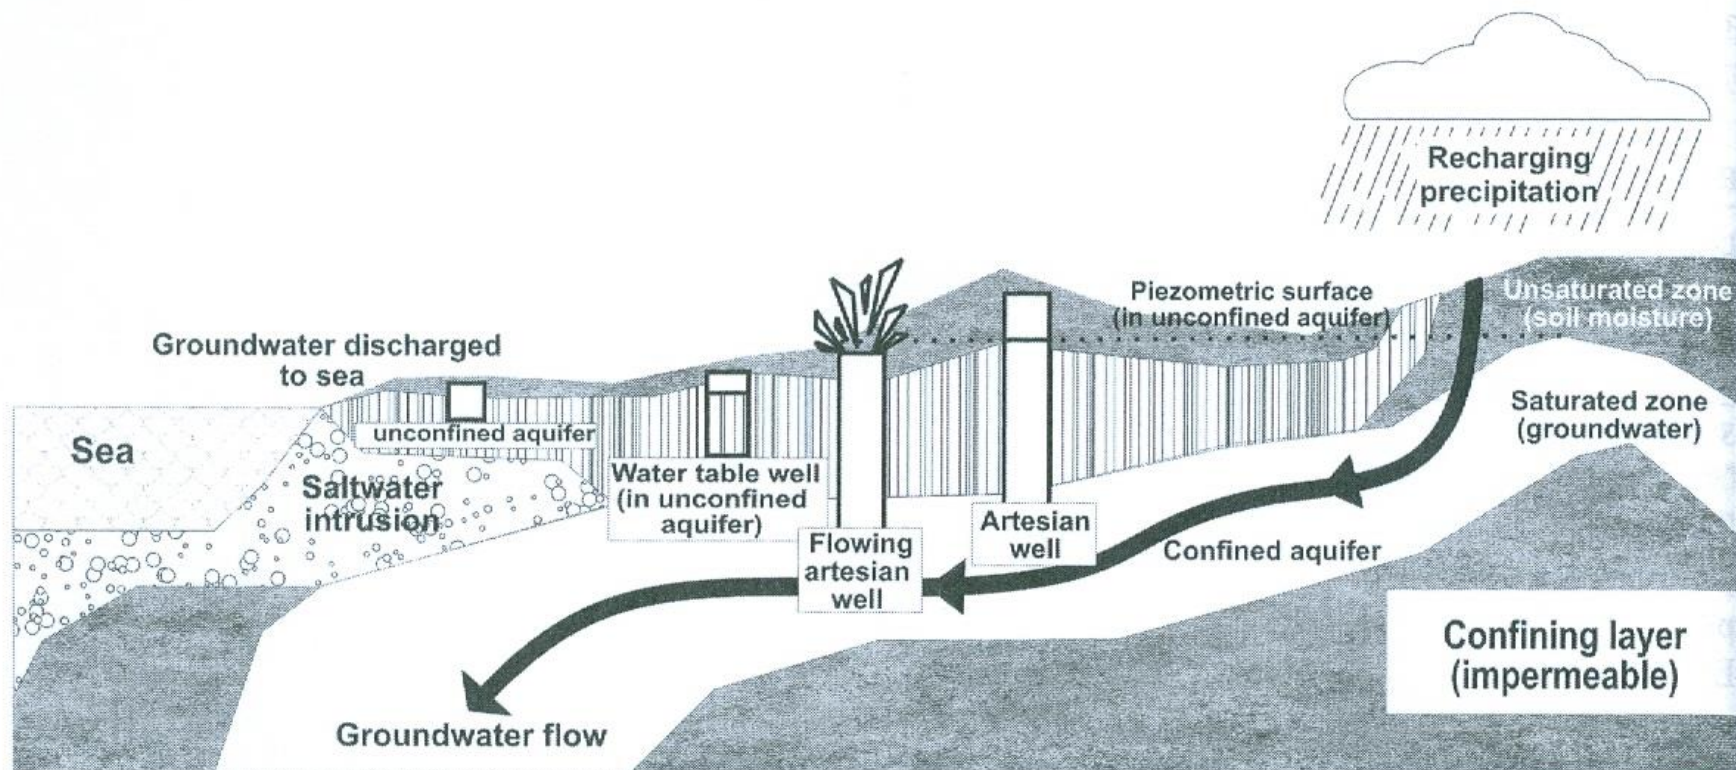 Recharging
precipitation
Piezometric surface
(in unconfined aquifer)
Unsaturated zone
(soil moisture)
Groundwater discharged
to sea
Saturated zone
(groundwater)
Sea
unconfined aquifer
Saltwater
intrusion
Water table well
(in unconfined
aquifer)
Flowing
artesian
well
Artesian
well
Confined aquifer
Confining layer
(impermeable)
Groundwater flow